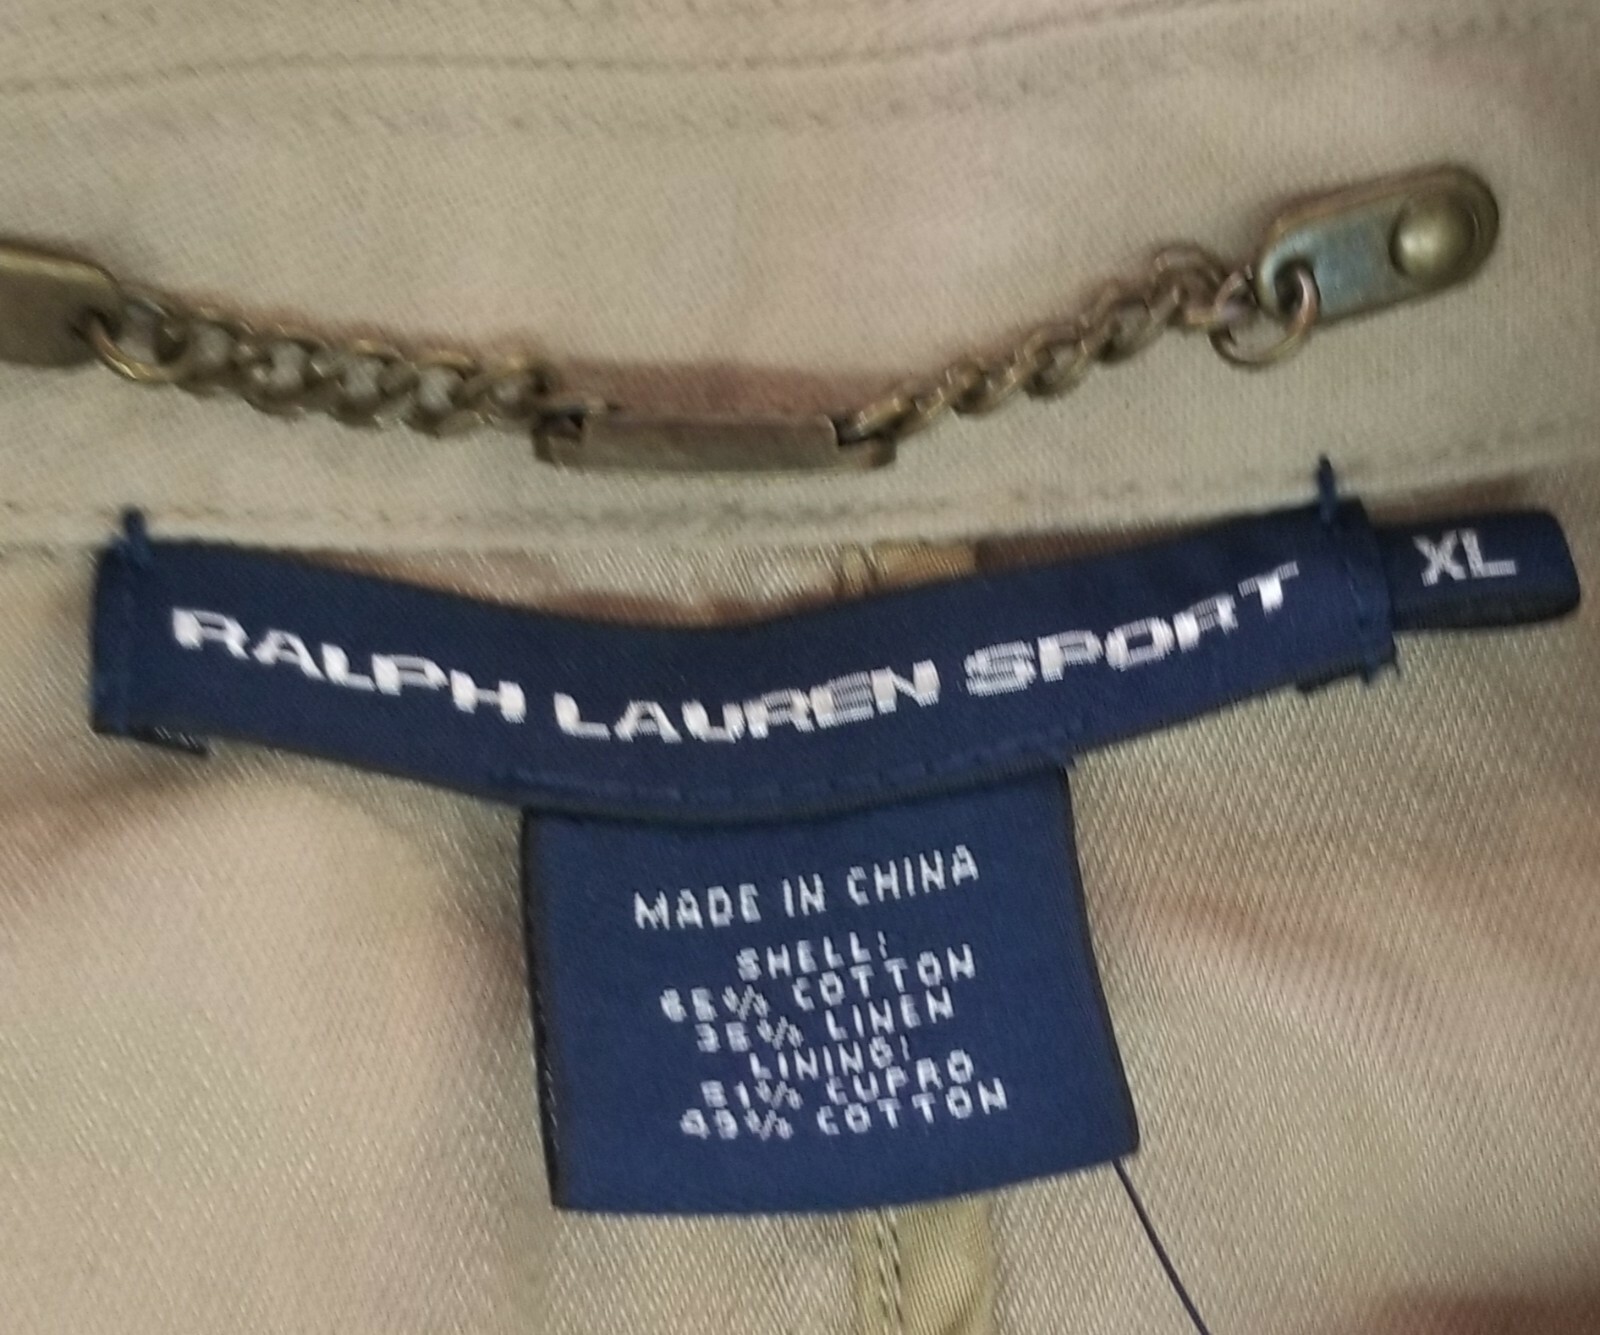 RALPH LAUREN SPORT
XL
MADE IN CHINA
SHELL:
65% COTTON
35% LINEN
LINING:
51% CUPRO
49% COTTON